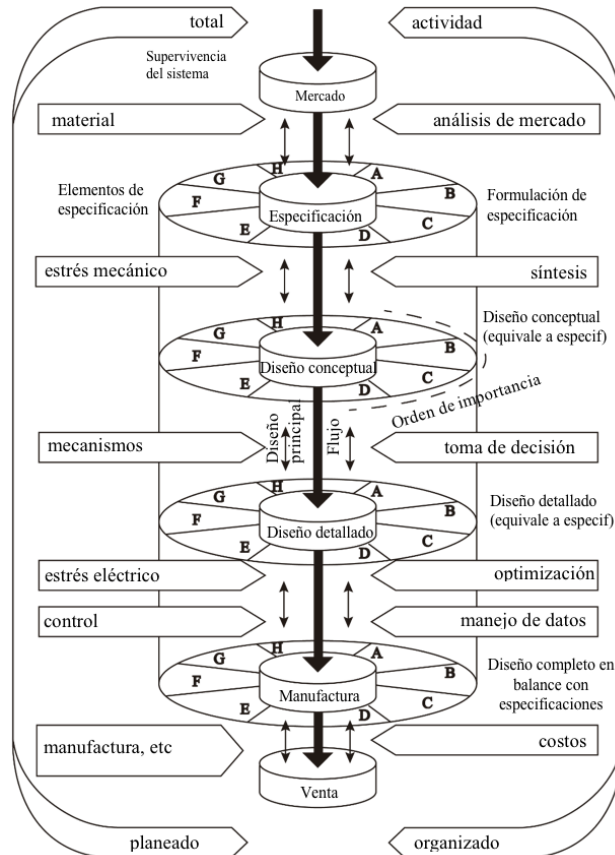 total
actividad
Supervivencia
del sistema
Mercado
material
análisis de mercado
Elementos de
especificación
H
A
G
B
F
Especificación
C
E
D
Formulación de
especificación
estrés mecánico
síntesis
H
A
G
B
F
Diseño conceptual
C
E
D
Diseño conceptual
(equivale a especif)
Orden de importancia
Diseño
principal
Flujo
mecanismos
toma de decisión
H
A
G
B
F
Diseño detallado
C
E
D
Diseño detallado
(equivale a especif)
estrés eléctrico
optimización
control
manejo de datos
H
A
G
B
F
Manufactura
C
E
D
Diseño completo en
balance con
especificaciones
manufactura, etc
costos
Venta
planeado
organizado